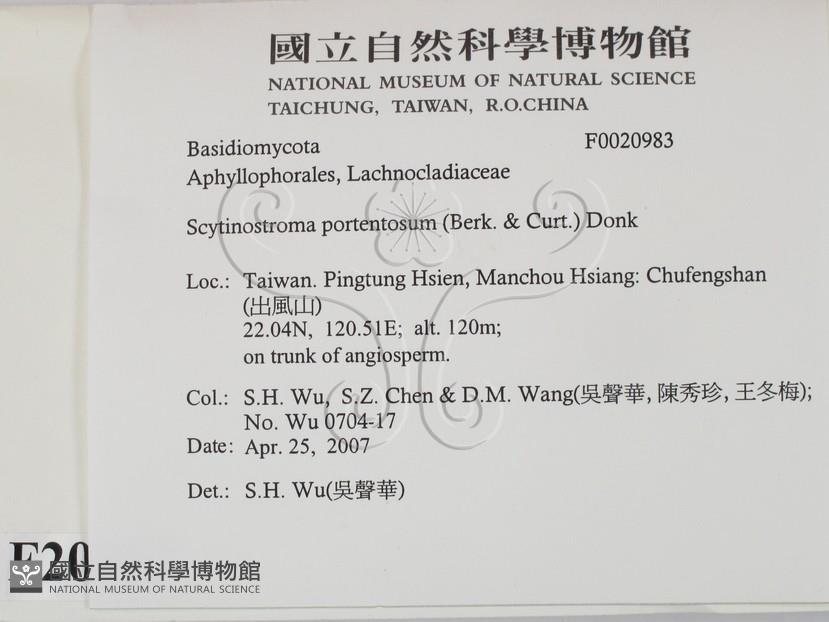 國立自然科學博物館
NATIONAL MUSEUM OF NATURAL SCIENCE
TAICHUNG, TAIWAN, R.O.CHINA
Basidiomycota F0020983
Aphyllophorales, Lachnocladiaceae
Scytinostroma portentosum (Berk. & Curt.) Donk
Loc.: Taiwan. Pingtung Hsien, Manchou Hsiang: Chufengshan
(出風山)
22.04N, 120.51E; alt. 120m;
on trunk of angiosperm.
Col.: S.H. Wu, S.Z. Chen & D.M. Wang(吳聲華, 陳秀珍, 王冬梅);
No. Wu 0704-17
Date: Apr. 25, 2007
Det.: S.H. Wu(吳聲華)
F20
國立自然科學博物館
NATIONAL MUSEUM OF NATURAL SCIENCE